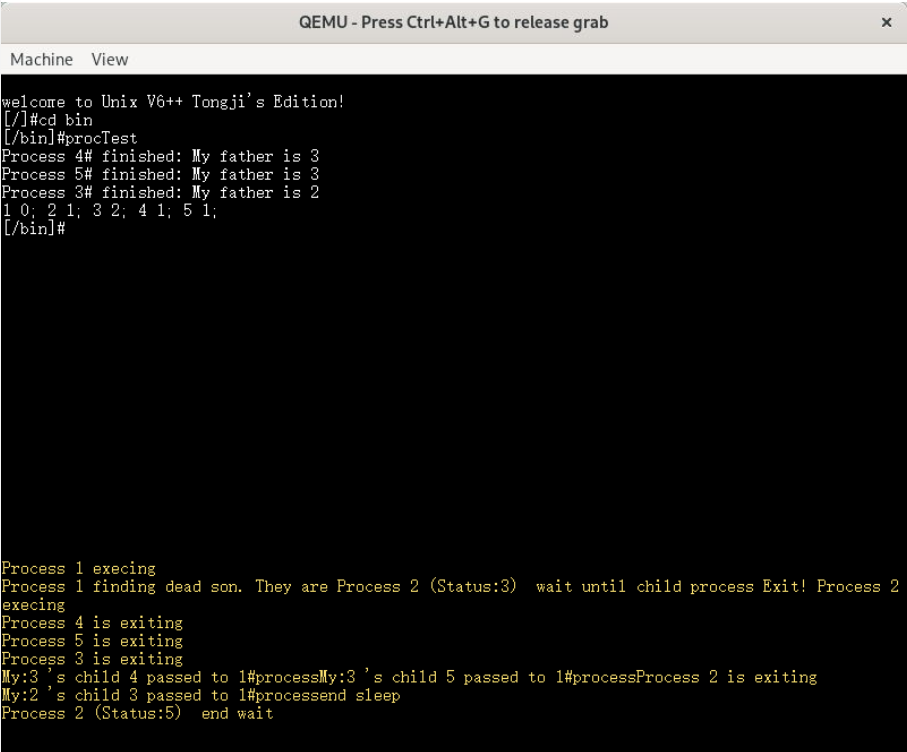 QEMU - Press Ctrl+Alt+G to release grab ×
Machine View
welcome to Unix V6++ Tongji's Edition!
[/]#cd bin
[/bin]#procTest
Process 4# finished: My father is 3
Process 5# finished: My father is 3
Process 3# finished: My father is 2
1 0; 2 1; 3 2; 4 1; 5 1;
[/bin]#
Process 1 execing
Process 1 finding dead son. They are Process 2 (Status:3)  wait until child process Exit! Process 2
execing
Process 4 is exiting
Process 5 is exiting
Process 3 is exiting
My:3 's child 4 passed to 1#processMy:3 's child 5 passed to 1#processProcess 2 is exiting
My:2 's child 3 passed to 1#processend sleep
Process 2 (Status:5)  end wait